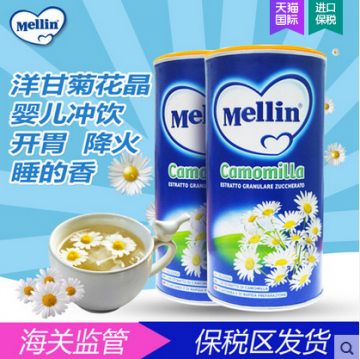 Mellin
天猫国际
进口保税
洋甘菊花晶
婴儿冲饮
开胃 降火
睡的香
Mellin
Camomilla
Mellin
Camomilla
ESTRATTO GRANULARE ZUCCHERATO
海关监管
保税区发货